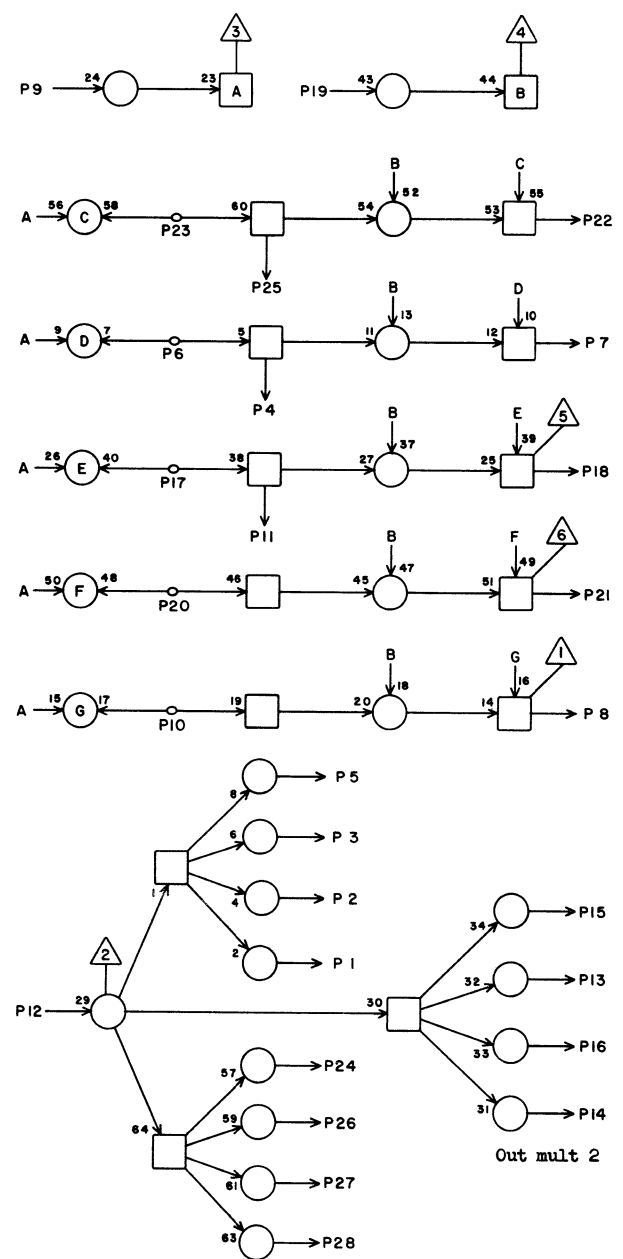 3 4
P9 24 23 A P19 43 44 B
B C
A 56 C 58 P23 60 54 52 53 55 P22
P25
B D
A 9 D 7 P6 5 11 13 12 10 P7
P4
B E 5
A 26 E 40 P17 38 27 37 25 39 P18
P11
B F 6
A 50 F 48 P20 46 45 47 51 49 P21
B G 1
A 15 G 17 P10 19 20 18 14 16 P8
8 P5
6 P3
1
4 P2
2 P1
34 P15
2
32 P13
P12 29 30
33 P16
57 P24
31 P14
59 P26
64
Out mult 2
61 P27
63 P28